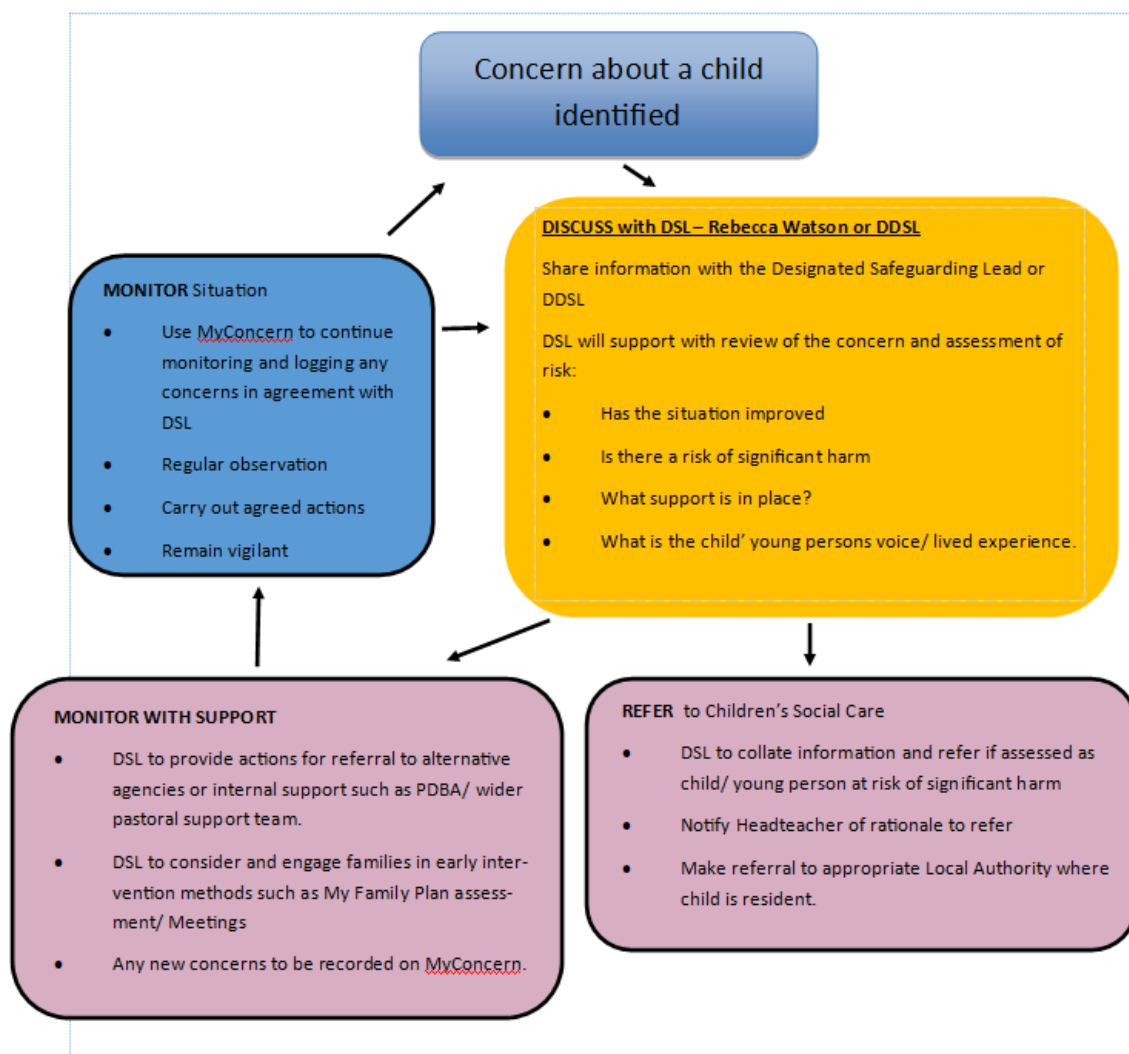 Concern about a child
identified
DISCUSS with DSL– Rebecca Watson or DDSL
Share information with the Designated Safeguarding Lead or
DDSL
DSL will support with review of the concern and assessment of
risk:
• Has the situation improved
• Is there a risk of significant harm
• What support is in place?
• What is the child’ young persons voice/ lived experience.
MONITOR Situation
• Use MyConcern to continue
monitoring and logging any
concerns in agreement with
DSL
• Regular observation
• Carry out agreed actions
• Remain vigilant
MONITOR WITH SUPPORT
• DSL to provide actions for referral to alternative
agencies or internal support such as PDBA/ wider
pastoral support team.
• DSL to consider and engage families in early inter-
vention methods such as My Family Plan assess-
ment/ Meetings
• Any new concerns to be recorded on MyConcern.
REFER to Children’s Social Care
• DSL to collate information and refer if assessed as
child/ young person at risk of significant harm
• Notify Headteacher of rationale to refer
• Make referral to appropriate Local Authority where
child is resident.